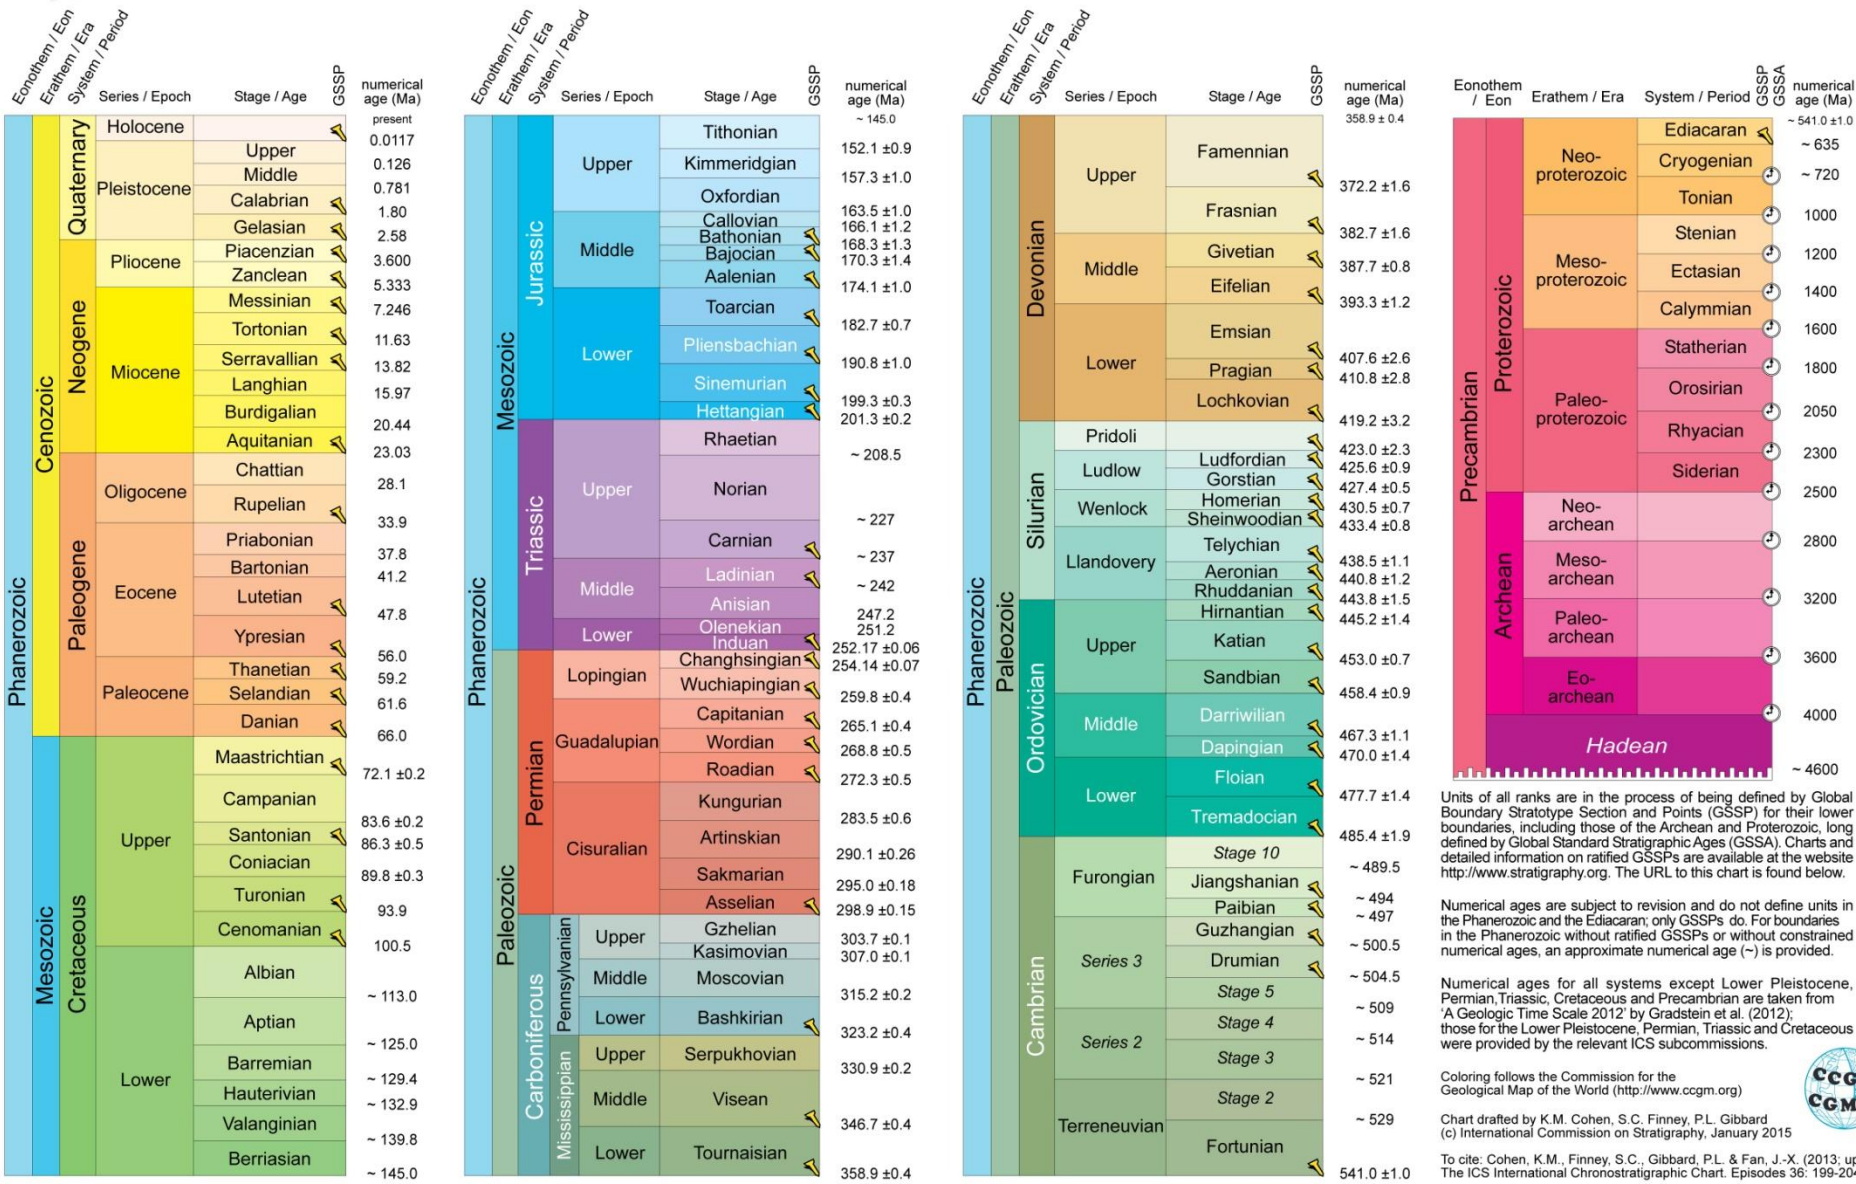 Eonothem / Eon
Erathem / Era
System / Period
Series / Epoch
Stage / Age
GSSP
numerical
age (Ma)
present
Phanerozoic
Cenozoic
Quaternary
Holocene
0.0117
Pleistocene
Upper
0.126
Middle
0.781
Calabrian
1.80
Gelasian
2.58
Neogene
Pliocene
Piacenzian
3.600
Zanclean
5.333
Miocene
Messinian
7.246
Tortonian
11.63
Serravallian
13.82
Langhian
15.97
Burdigalian
20.44
Aquitanian
23.03
Paleogene
Oligocene
Chattian
28.1
Rupelian
33.9
Eocene
Priabonian
37.8
Bartonian
41.2
Lutetian
47.8
Ypresian
56.0
Paleocene
Thanetian
59.2
Selandian
61.6
Danian
66.0
Mesozoic
Cretaceous
Upper
Maastrichtian
72.1 ±0.2
Campanian
83.6 ±0.2
Santonian
86.3 ±0.5
Coniacian
89.8 ±0.3
Turonian
93.9
Cenomanian
100.5
Lower
Albian
~ 113.0
Aptian
~ 125.0
Barremian
~ 129.4
Hauterivian
~ 132.9
Valanginian
~ 139.8
Berriasian
~ 145.0
Eonothem / Eon
Erathem / Era
System / Period
Series / Epoch
Stage / Age
GSSP
numerical
age (Ma)
~ 145.0
Phanerozoic
Mesozoic
Jurassic
Upper
Tithonian
152.1 ±0.9
Kimmeridgian
157.3 ±1.0
Oxfordian
163.5 ±1.0
Middle
Callovian
166.1 ±1.2
Bathonian
168.3 ±1.3
Bajocian
170.3 ±1.4
Aalenian
174.1 ±1.0
Lower
Toarcian
182.7 ±0.7
Pliensbachian
190.8 ±1.0
Sinemurian
199.3 ±0.3
Hettangian
201.3 ±0.2
Triassic
Upper
Rhaetian
~ 208.5
Norian
~ 227
Carnian
~ 237
Middle
Ladinian
~ 242
Anisian
247.2
Lower
Olenekian
251.2
Induan
252.17 ±0.06
Paleozoic
Permian
Lopingian
Changhsingian
254.14 ±0.07
Wuchiapingian
259.8 ±0.4
Guadalupian
Capitanian
265.1 ±0.4
Wordian
268.8 ±0.5
Roadian
272.3 ±0.5
Cisuralian
Kungurian
283.5 ±0.6
Artinskian
290.1 ±0.26
Sakmarian
295.0 ±0.18
Asselian
298.9 ±0.15
Carboniferous
Pennsylvanian
Upper
Gzhelian
303.7 ±0.1
Kasimovian
307.0 ±0.1
Middle
Moscovian
315.2 ±0.2
Lower
Bashkirian
323.2 ±0.4
Mississippian
Upper
Serpukhovian
330.9 ±0.2
Middle
Visean
346.7 ±0.4
Lower
Tournaisian
358.9 ±0.4
Eonothem / Eon
Erathem / Era
System / Period
Series / Epoch
Stage / Age
GSSP
numerical
age (Ma)
358.9 ± 0.4
Phanerozoic
Paleozoic
Devonian
Upper
Famennian
372.2 ±1.6
Frasnian
382.7 ±1.6
Middle
Givetian
387.7 ±0.8
Eifelian
393.3 ±1.2
Lower
Emsian
407.6 ±2.6
Pragian
410.8 ±2.8
Lochkovian
419.2 ±3.2
Silurian
Pridoli
423.0 ±2.3
Ludlow
Ludfordian
425.6 ±0.9
Gorstian
427.4 ±0.5
Wenlock
Homerian
430.5 ±0.7
Sheinwoodian
433.4 ±0.8
Llandovery
Telychian
438.5 ±1.1
Aeronian
440.8 ±1.2
Rhuddanian
443.8 ±1.5
Ordovician
Upper
Hirnantian
445.2 ±1.4
Katian
453.0 ±0.7
Sandbian
458.4 ±0.9
Middle
Darriwilian
467.3 ±1.1
Dapingian
470.0 ±1.4
Lower
Floian
477.7 ±1.4
Tremadocian
485.4 ±1.9
Cambrian
Furongian
Stage 10
~ 489.5
Jiangshanian
~ 494
Paibian
~ 497
Series 3
Guzhangian
~ 500.5
Drumian
~ 504.5
Stage 5
~ 509
Series 2
Stage 4
~ 514
Stage 3
~ 521
Terreneuvian
Stage 2
~ 529
Fortunian
541.0 ±1.0
Eonothem
/ Eon
Erathem / Era
System / Period
GSSP
GSSA
numerical
age (Ma)
~ 541.0 ±1.0
Precambrian
Proterozoic
Neo-
proterozoic
Ediacaran
~ 635
Cryogenian
~ 720
Tonian
1000
Meso-
proterozoic
Stenian
1200
Ectasian
1400
Calymmian
1600
Paleo-
proterozoic
Statherian
1800
Orosirian
2050
Rhyacian
2300
Siderian
2500
Archean
Neo-
archean
2800
Meso-
archean
3200
Paleo-
archean
3600
Eo-
archean
4000
Hadean
~ 4600
Units of all ranks are in the process of being defined by Global
Boundary Stratotype Section and Points (GSSP) for their lower
boundaries, including those of the Archean and Proterozoic, long
defined by Global Standard Stratigraphic Ages (GSSA). Charts and
detailed information on ratified GSSPs are available at the website
http://www.stratigraphy.org. The URL to this chart is found below.
Numerical ages are subject to revision and do not define units in
the Phanerozoic and the Ediacaran; only GSSPs do. For boundaries
in the Phanerozoic without ratified GSSPs or without constrained
numerical ages, an approximate numerical age (~) is provided.
Numerical ages for all systems except Lower Pleistocene,
Permian,Triassic, Cretaceous and Precambrian are taken from
'A Geologic Time Scale 2012' by Gradstein et al. (2012);
those for the Lower Pleistocene, Permian, Triassic and Cretaceous
were provided by the relevant ICS subcommissions.
Coloring follows the Commission for the
Geological Map of the World (http://www.ccgm.org)
CCG
CGM
Chart drafted by K.M. Cohen, S.C. Finney, P.L. Gibbard
(c) International Commission on Stratigraphy, January 2015
To cite: Cohen, K.M., Finney, S.C., Gibbard, P.L. & Fan, J.-X. (2013; up
The ICS International Chronostratigraphic Chart. Episodes 36: 199-204